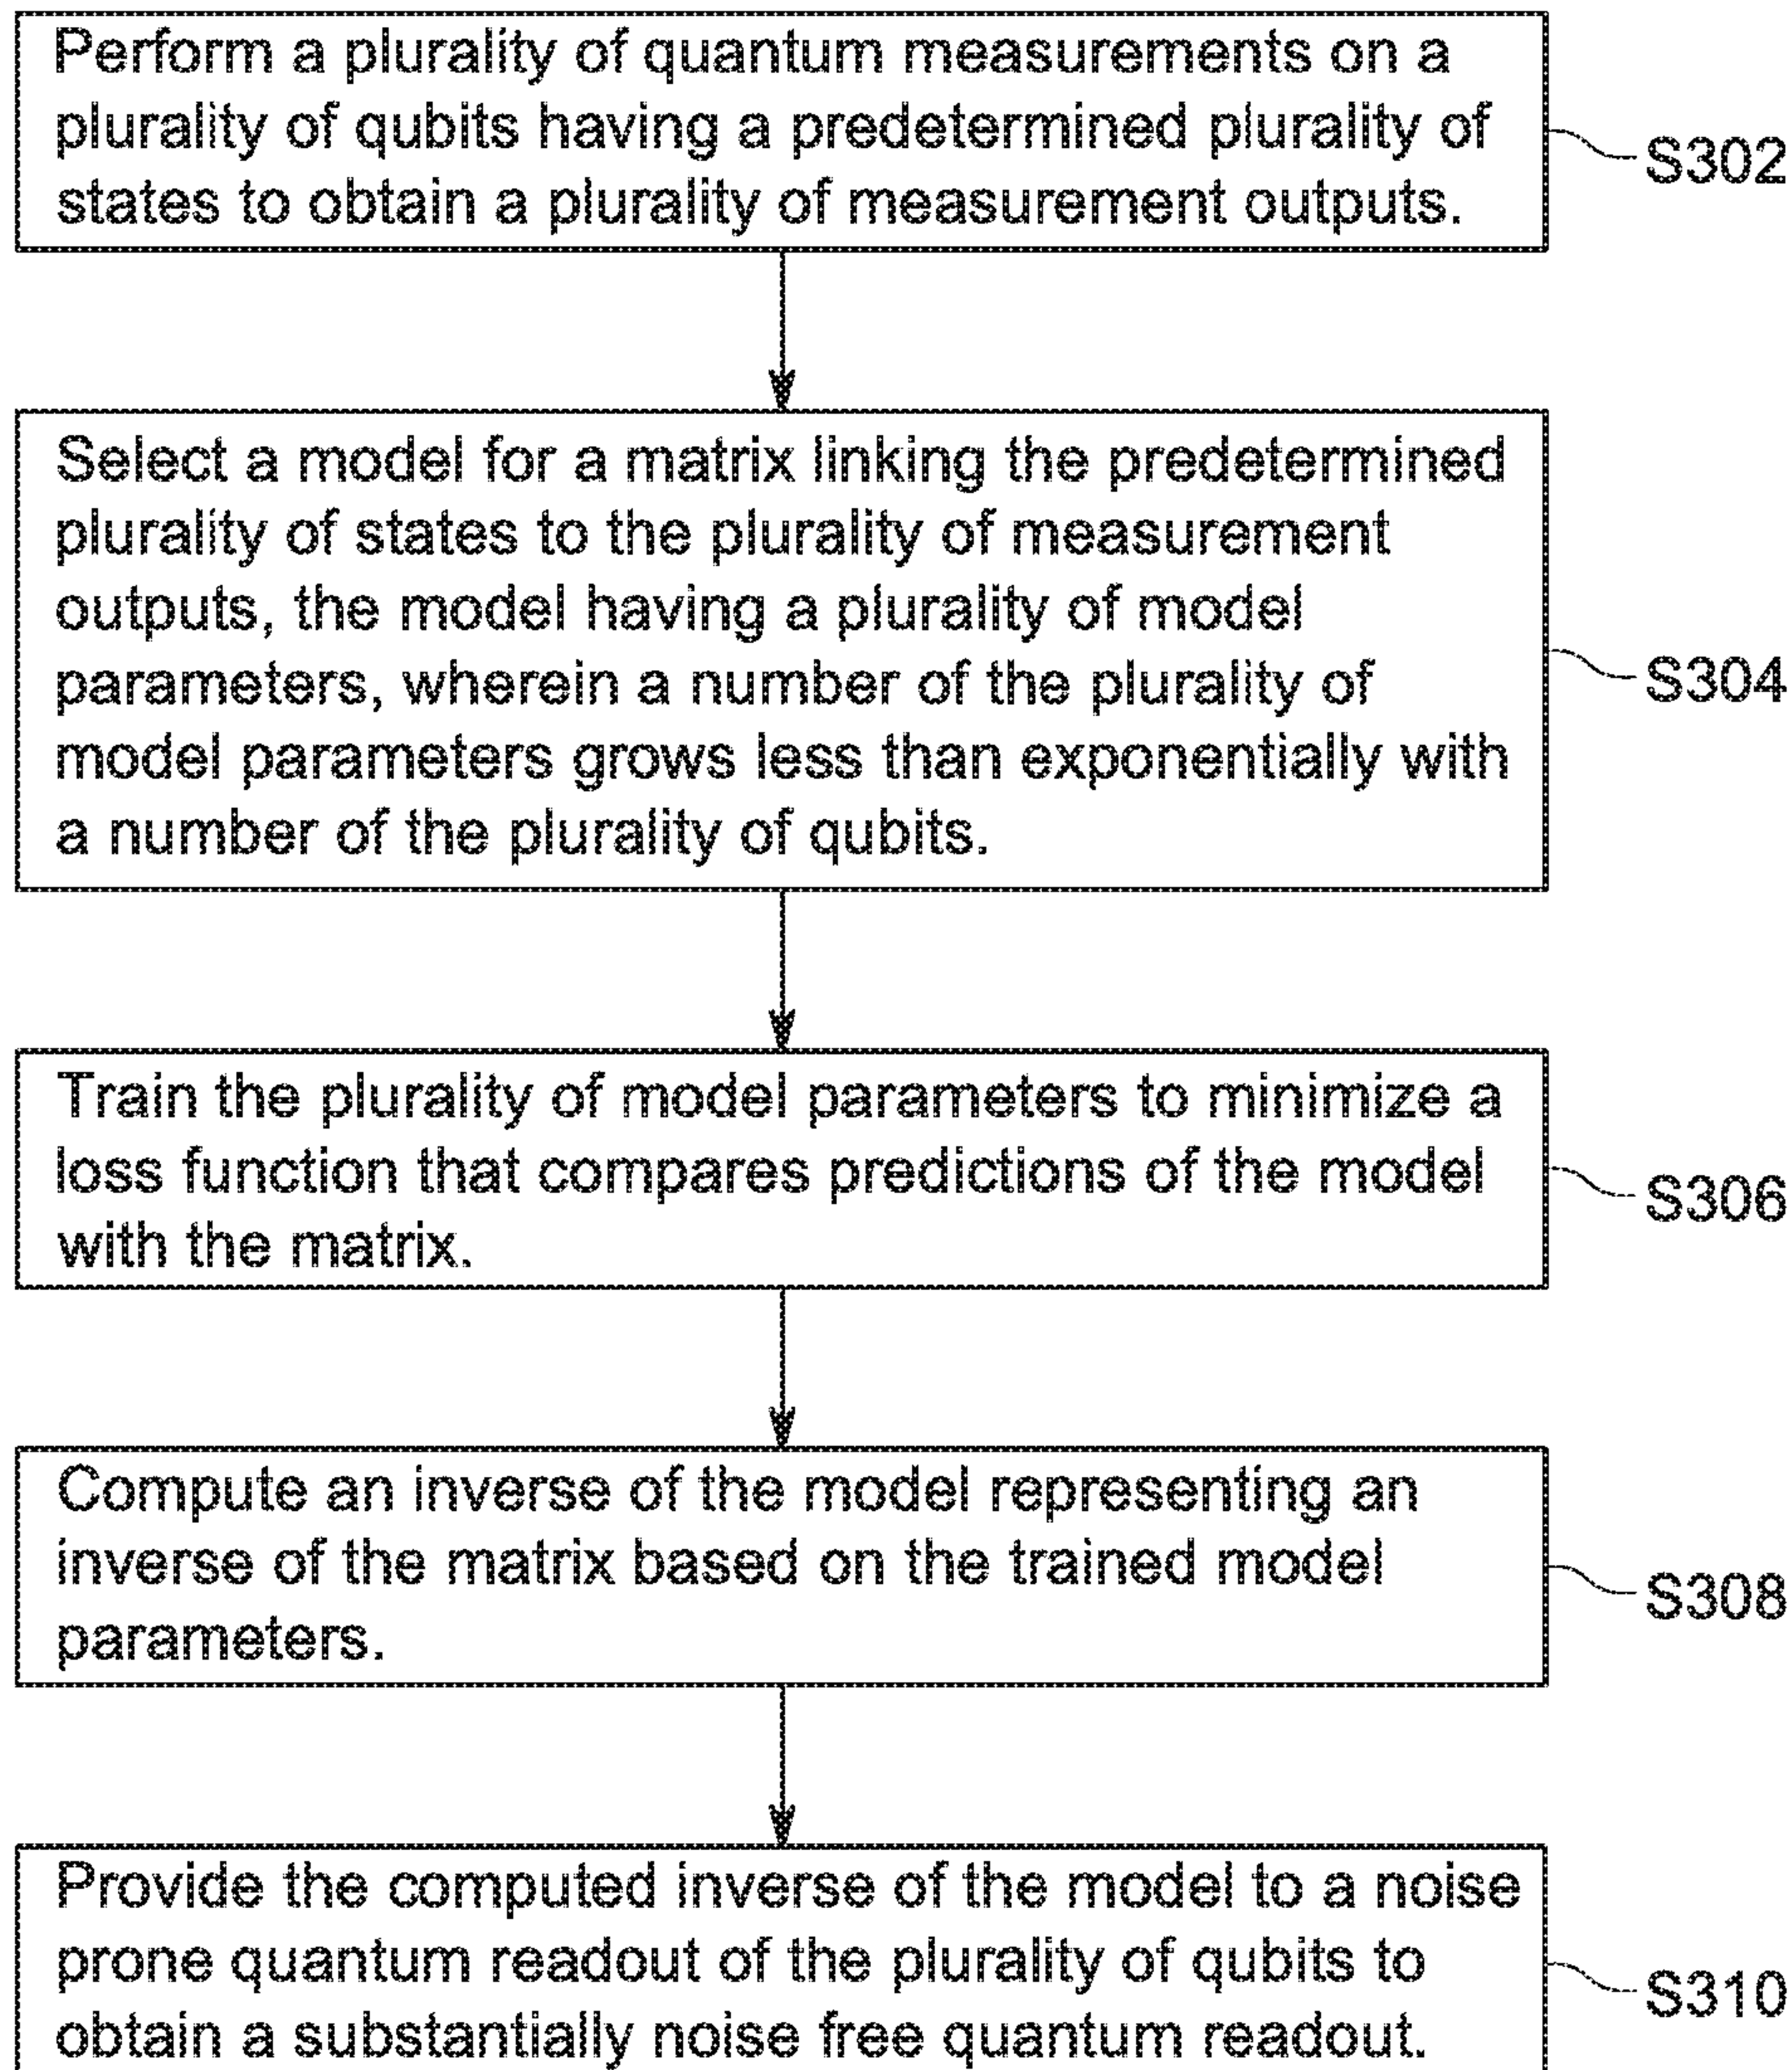 Perform a plurality of quantum measurements on a
plurality of qubits having a predetermined plurality of
states to obtain a plurality of measurement outputs.
S302
Select a model for a matrix linking the predetermined
plurality of states to the plurality of measurement
outputs, the model having a plurality of model
parameters, wherein a number of the plurality of
model parameters grows less than exponentially with
a number of the plurality of qubits.
S304
Train the plurality of model parameters to minimize a
loss function that compares predictions of the model
with the matrix.
S306
Compute an inverse of the model representing an
inverse of the matrix based on the trained model
parameters.
S308
Provide the computed inverse of the model to a noise
prone quantum readout of the plurality of qubits to
obtain a substantially noise free quantum readout.
S310